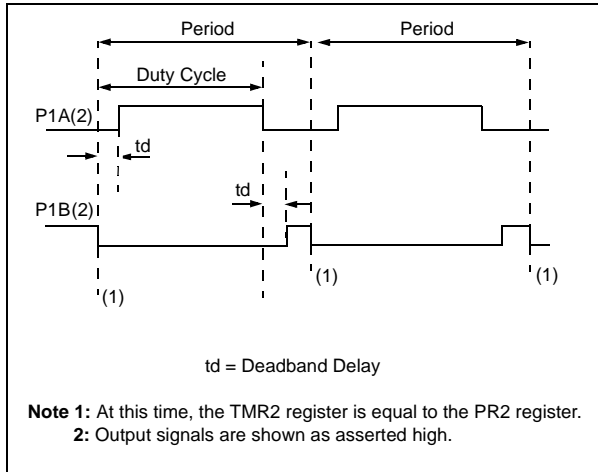 Period Period
Duty Cycle
P1A(2)
td
td
P1B(2)
(1) (1) (1)
td = Deadband Delay
Note 1: At this time, the TMR2 register is equal to the PR2 register.
2: Output signals are shown as asserted high.